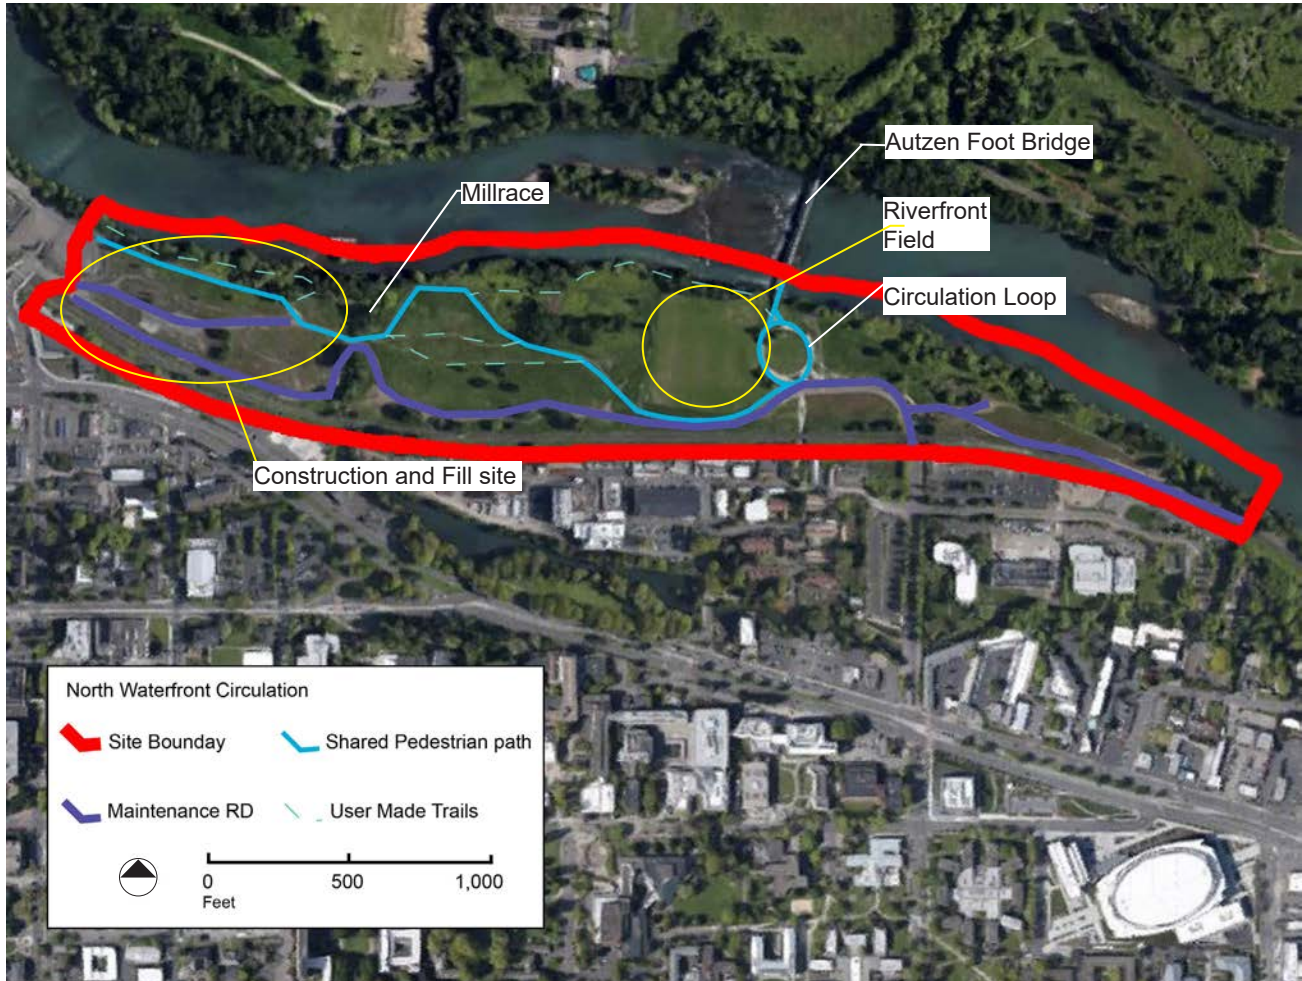 Autzen Foot Bridge
Millrace
Riverfront
Field
Circulation Loop
Construction and Fill site
North Waterfront Circulation
Site Bounday
Shared Pedestrian path
Maintenance RD
User Made Trails
0
500
1,000
Feet